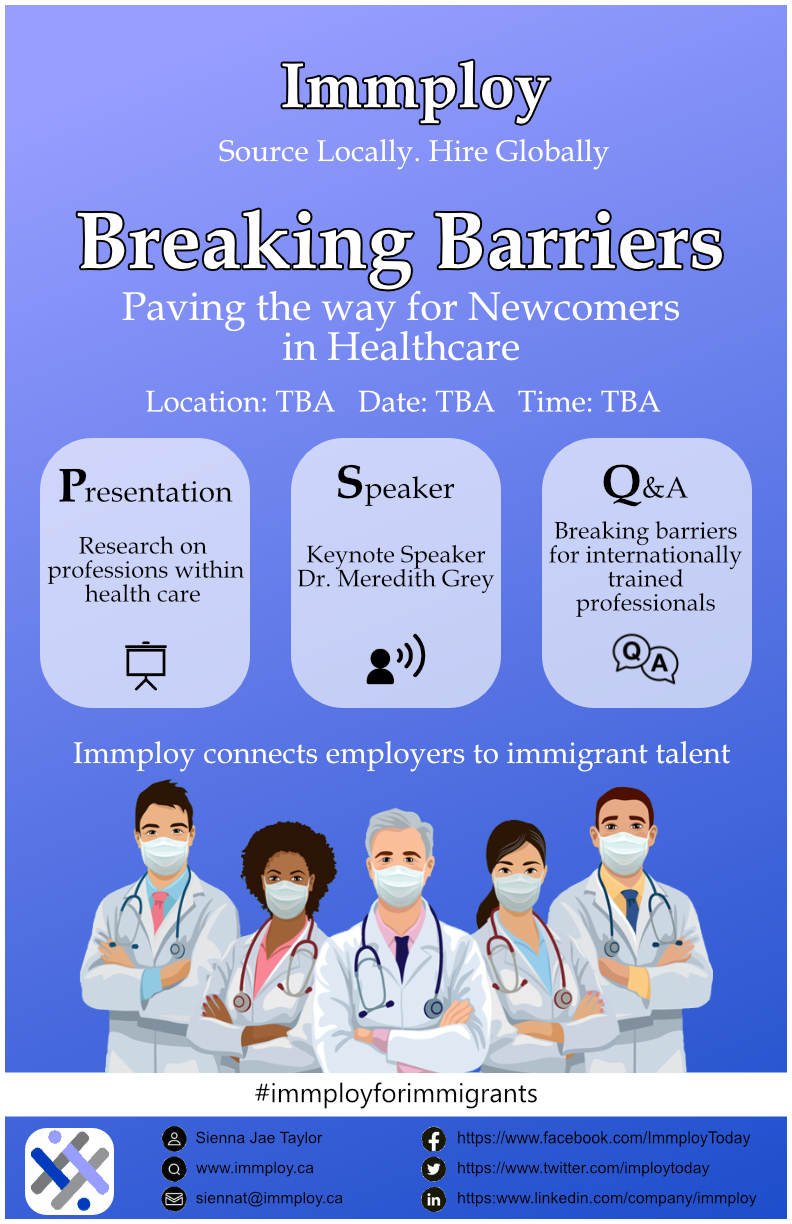 Immploy
Source Locally. Hire Globally
Breaking Barriers
Paving the way for Newcomers
in Healthcare
Location: TBA Date: TBA Time: TBA
Presentation
Research on
professions within
health care
Speaker
Keynote Speaker
Dr. Meredith Grey
Q&A
Breaking barriers
for internationally
trained
professionals
Q A
Immploy connects employers to immigrant talent
#immployforimmigrants
Sienna Jae Taylor
www.immploy.ca
siennat@immploy.ca
https://www.facebook.com/ImmployToday
https://www.twitter.com/imploytoday
https:www.linkedin.com/company/immploy